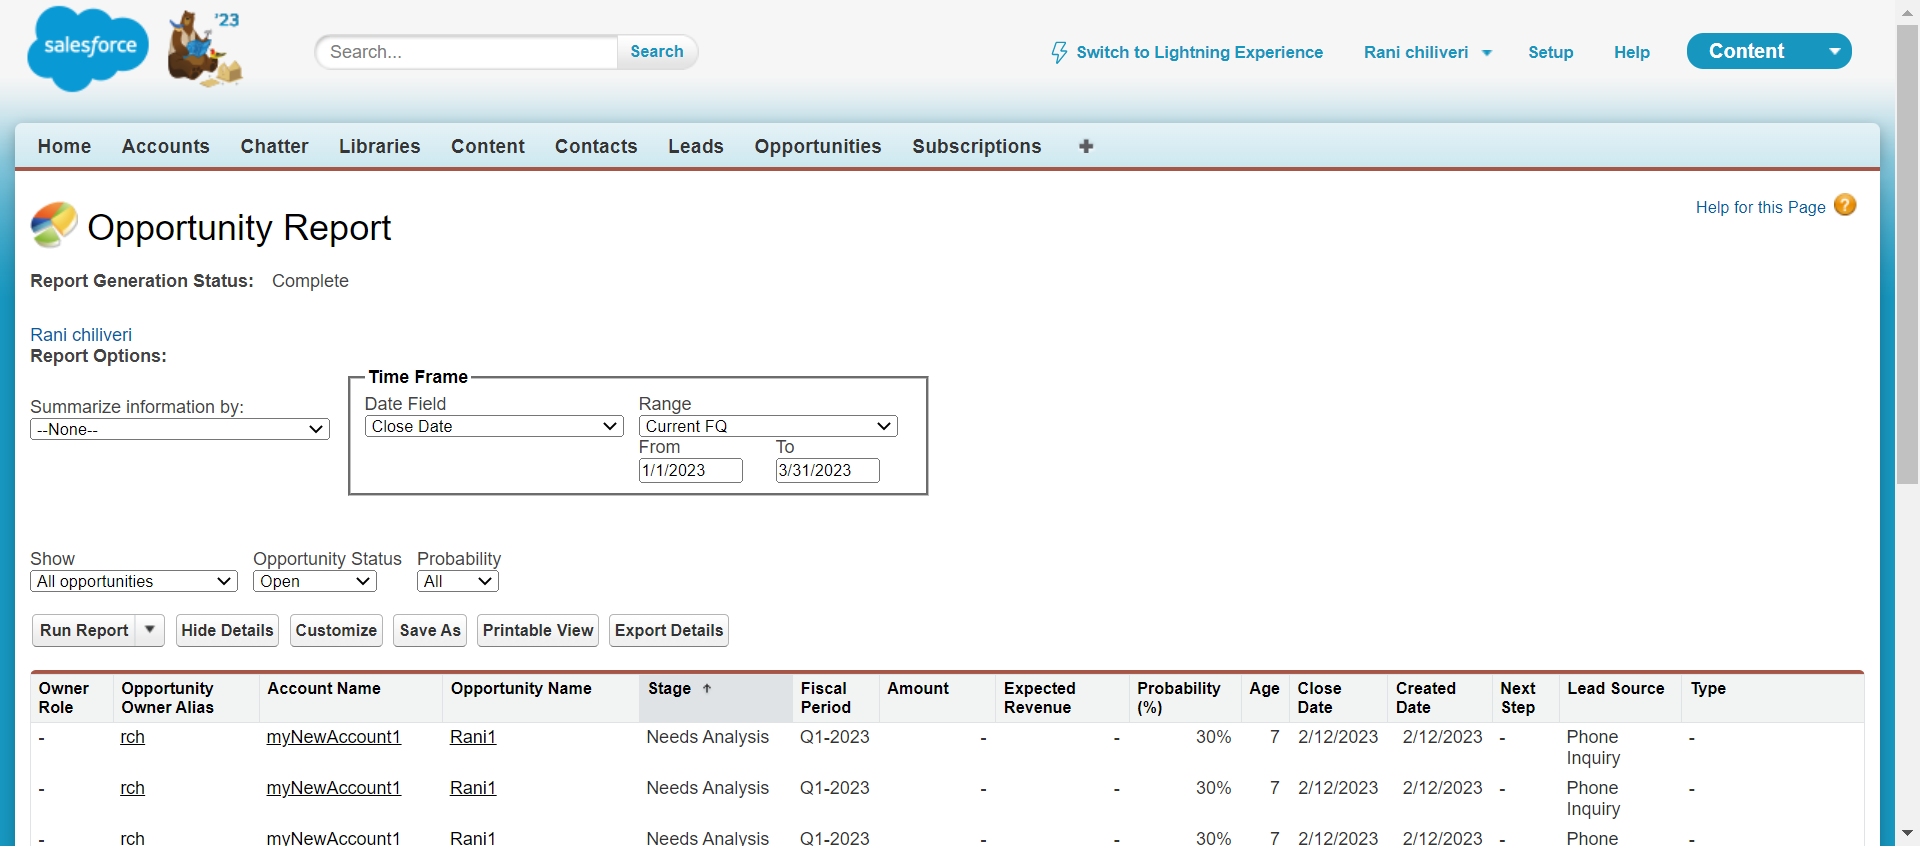 salesforce
'23
Search...
Search
Switch to Lightning Experience
Rani chiliveri
Setup
Help
Content
Home Accounts Chatter Libraries Content Contacts Leads Opportunities Subscriptions +
Opportunity Report
Help for this Page ?
Report Generation Status: Complete
Rani chiliveri
Report Options:
Summarize information by:
--None--
Time Frame
Date Field Range
Close Date Current FQ
From To
1/1/2023 3/31/2023
Show Opportunity Status Probability
All opportunities Open All
Run Report Hide Details Customize Save As Printable View Export Details
Owner Role Opportunity Owner Alias Account Name Opportunity Name Stage ↑ Fiscal Period Amount Expected Revenue Probability (%) Age Close Date Created Date Next Step Lead Source Type
- rch myNewAccount1 Rani1 Needs Analysis Q1-2023 - - 30% 7 2/12/2023 2/12/2023 - Phone Inquiry -
- rch myNewAccount1 Rani1 Needs Analysis Q1-2023 - - 30% 7 2/12/2023 2/12/2023 - Phone Inquiry -
- rch myNewAccount1 Rani1 Needs Analysis Q1-2023 - - 30% 7 2/12/2023 2/12/2023 - Phone -